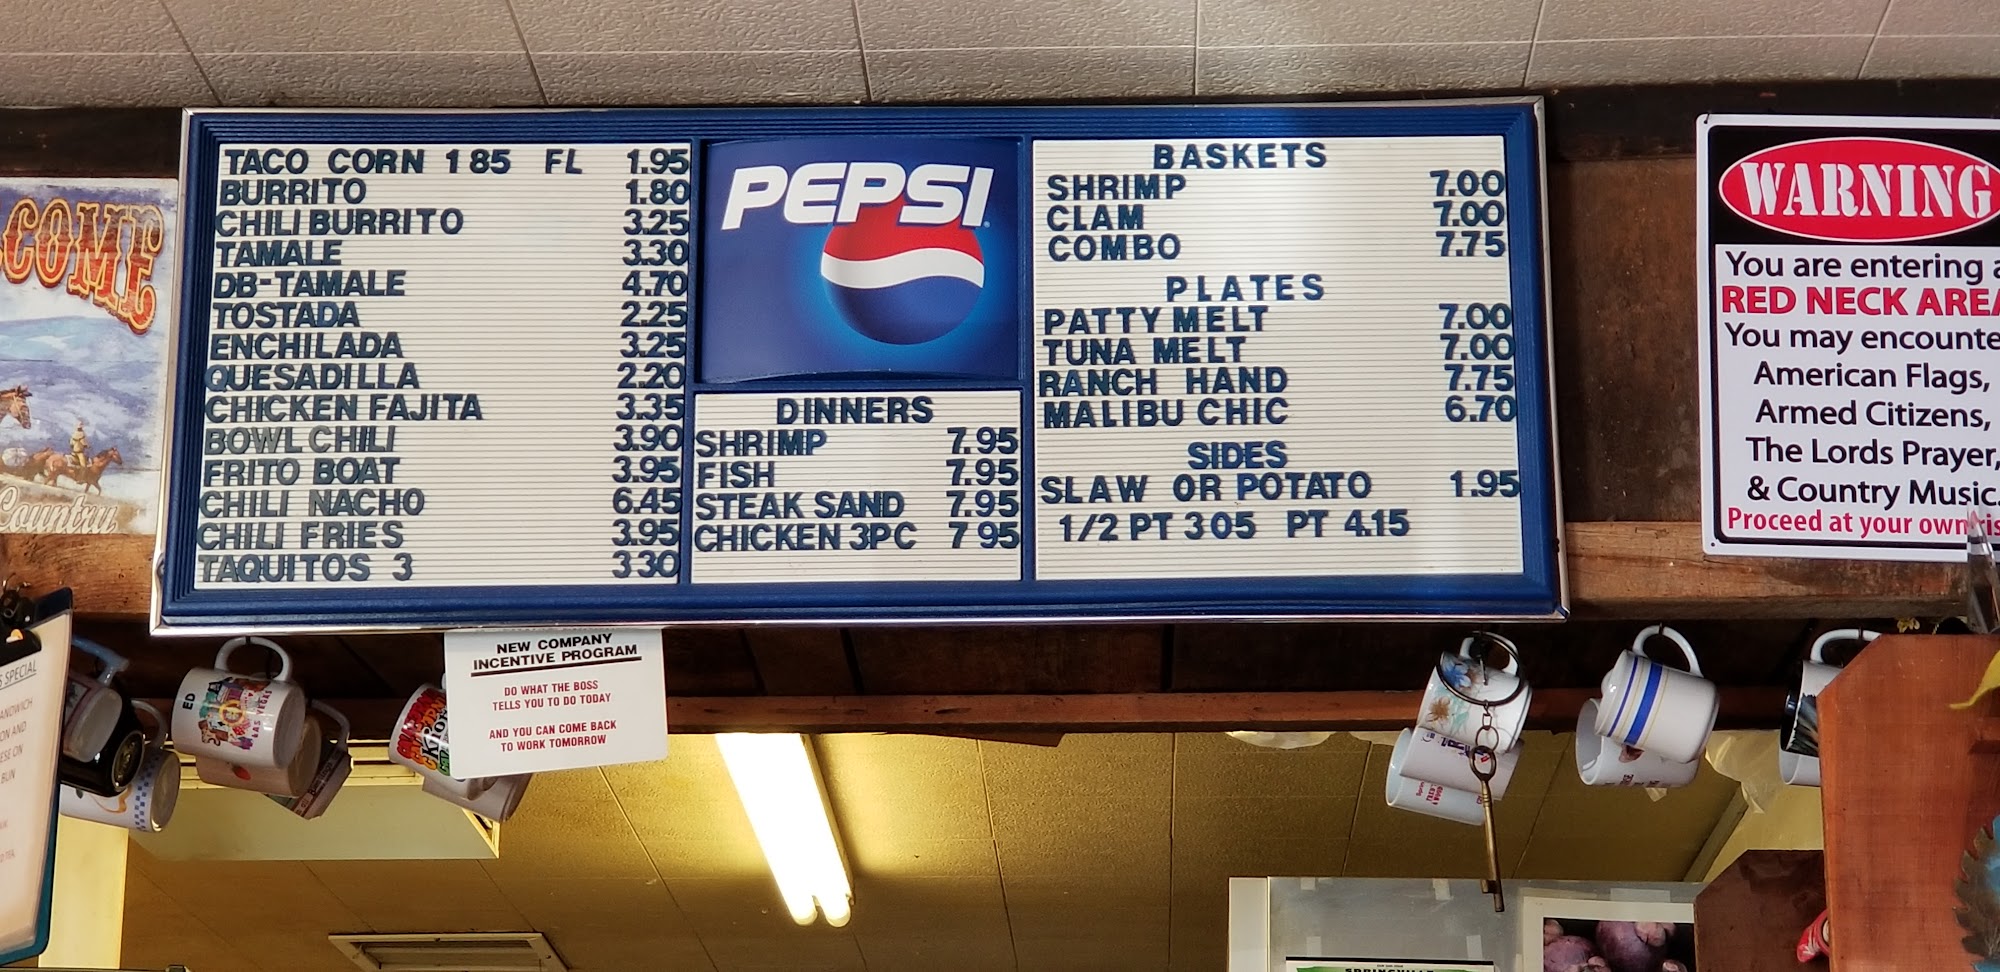 COME
Country
TACO CORN 1 85 FL 1.95
BURRITO 1.80
CHILI BURRITO 3.25
TAMALE 3.30
DB-TAMALE 4.70
TOSTADA 2.25
ENCHILADA 3.25
QUESADILLA 2.20
CHICKEN FAJITA 3.35
BOWL CHILI 3.90
FRITO BOAT 3.95
CHILI NACHO 6.45
CHILI FRIES 3.95
TAQUITOS 3 3 30
PEPSI
DINNERS
SHRIMP 7.95
FISH 7.95
STEAK SAND 7.95
CHICKEN 3PC 7 95
BASKETS
SHRIMP 7.00
CLAM 7.00
COMBO 7.75
PLATES
PATTY MELT 7.00
TUNA MELT 7.00
RANCH HAND 7.75
MALIBU CHIC 6.70
SIDES
SLAW OR POTATO 1.95
1/2 PT 3 05 PT 4.15
WARNING
You are entering a
RED NECK AREA
You may encounte
American Flags,
Armed Citizens,
The Lords Prayer,
& Country Music.
Proceed at your own
NEW COMPANY
INCENTIVE PROGRAM
DO WHAT THE BOSS
TELLS YOU TO DO TODAY
AND YOU CAN COME BACK
TO WORK TOMORROW
SPECIAL
ON AND
ESE ON
BUN
ED
SPRINGVILLE